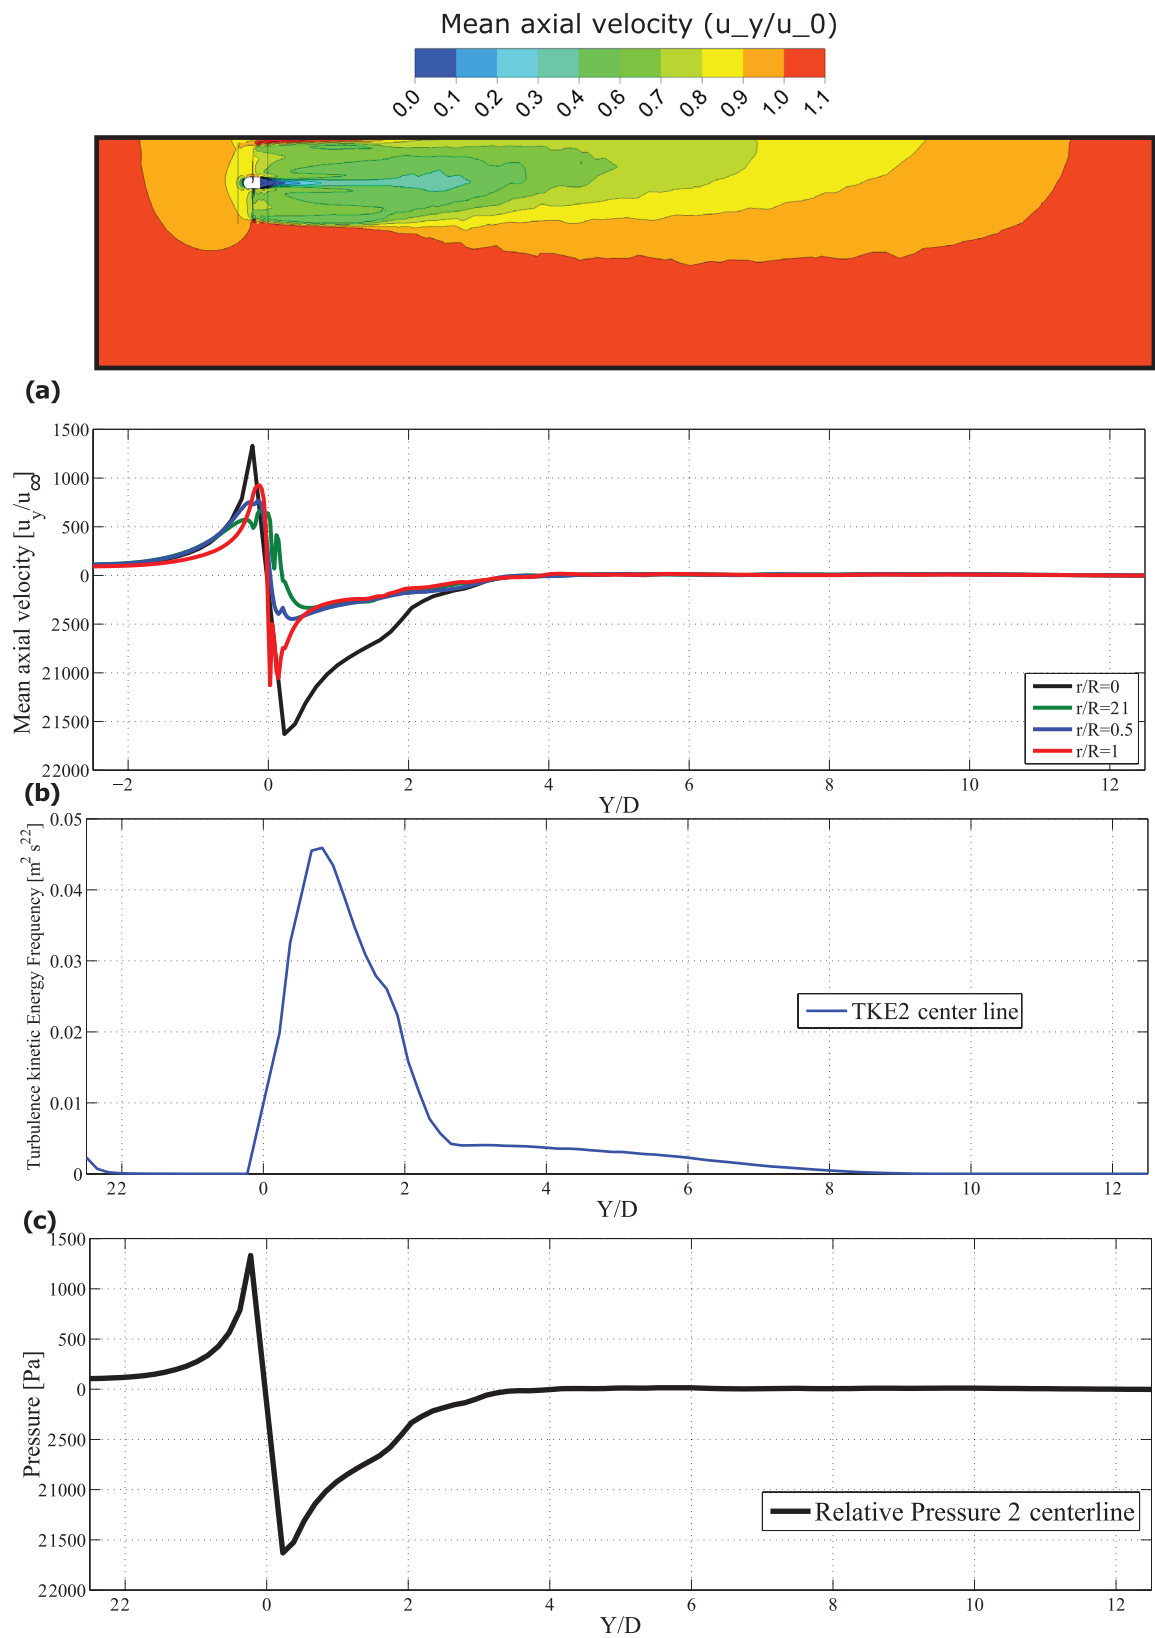 Mean axial velocity (u_y/u_0)
0.0 0.1 0.2 0.3 0.4 0.6 0.7 0.8 0.9 1.0 1.1
(a)
1500
1000
500
0
2500
21000
21500
22000
Mean axial velocity [u_y/u_∞]
r/R=0
r/R=21
r/R=0.5
r/R=1
−2 0 2 4 6 8 10 12
Y/D
(b)
0.05
0.04
0.03
0.02
0.01
0
Turbulence kinetic Energy Frequency [m² s²²]
TKE2 center line
22 0 2 4 6 8 10 12
Y/D
(c)
1500
1000
500
0
2500
21000
21500
22000
Pressure [Pa]
Relative Pressure 2 centerline
22 0 2 4 6 8 10 12
Y/D